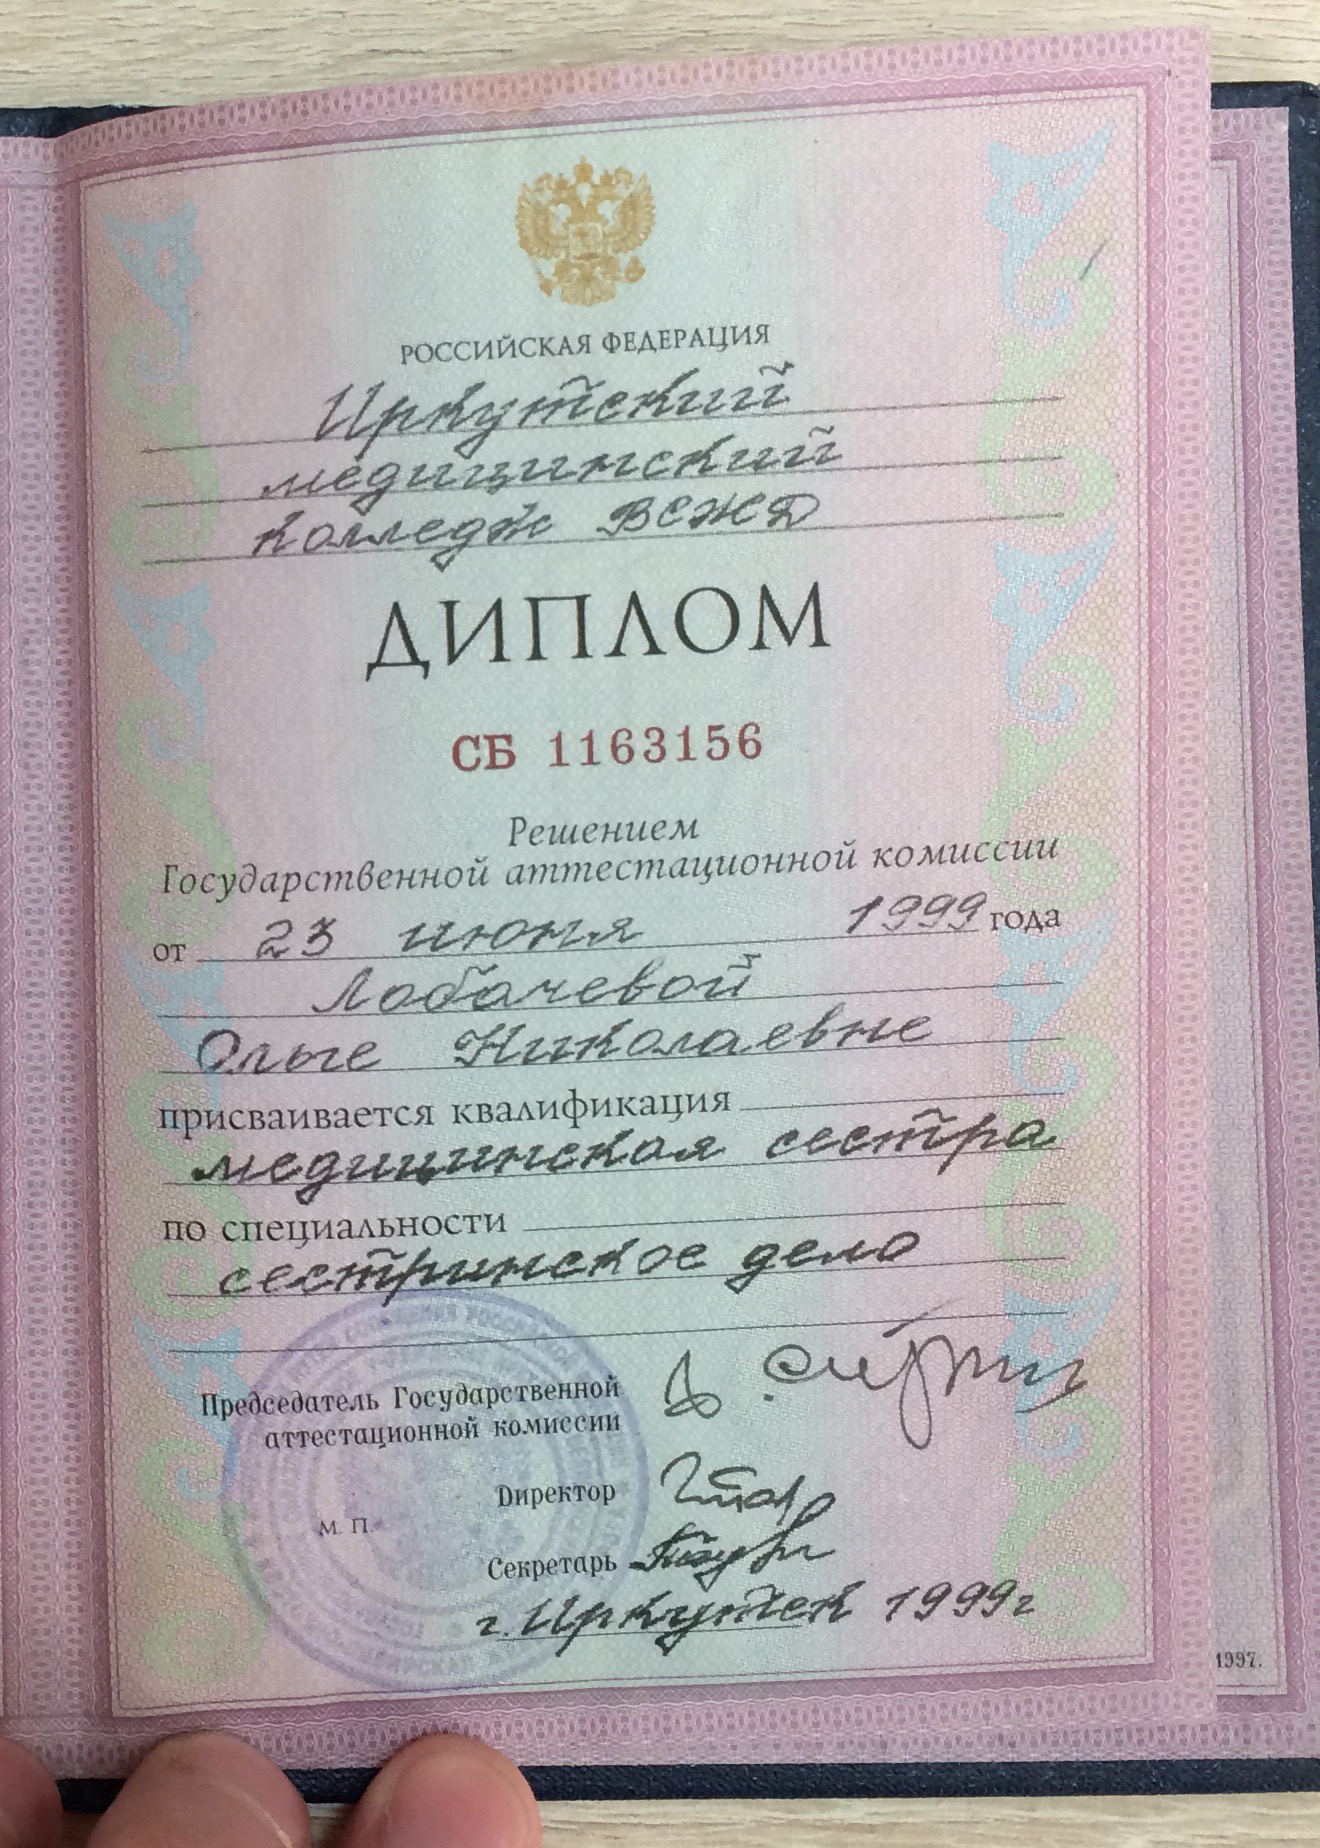 РОССИЙСКАЯ ФЕДЕРАЦИЯ
Иркутский
медицинский
колледж ВСЖД
ДИПЛОМ
СБ 1163156
Решением
Государственной аттестационной комиссии
от 23 июня 1999 года
Лобачевой
Ольге Николаевне
присваивается квалификация
медицинская сестра
по специальности
сестринское дело
Председатель Государственной
аттестационной комиссии
Директор
М. П.
Секретарь
г. Иркутск 1999г
1997.